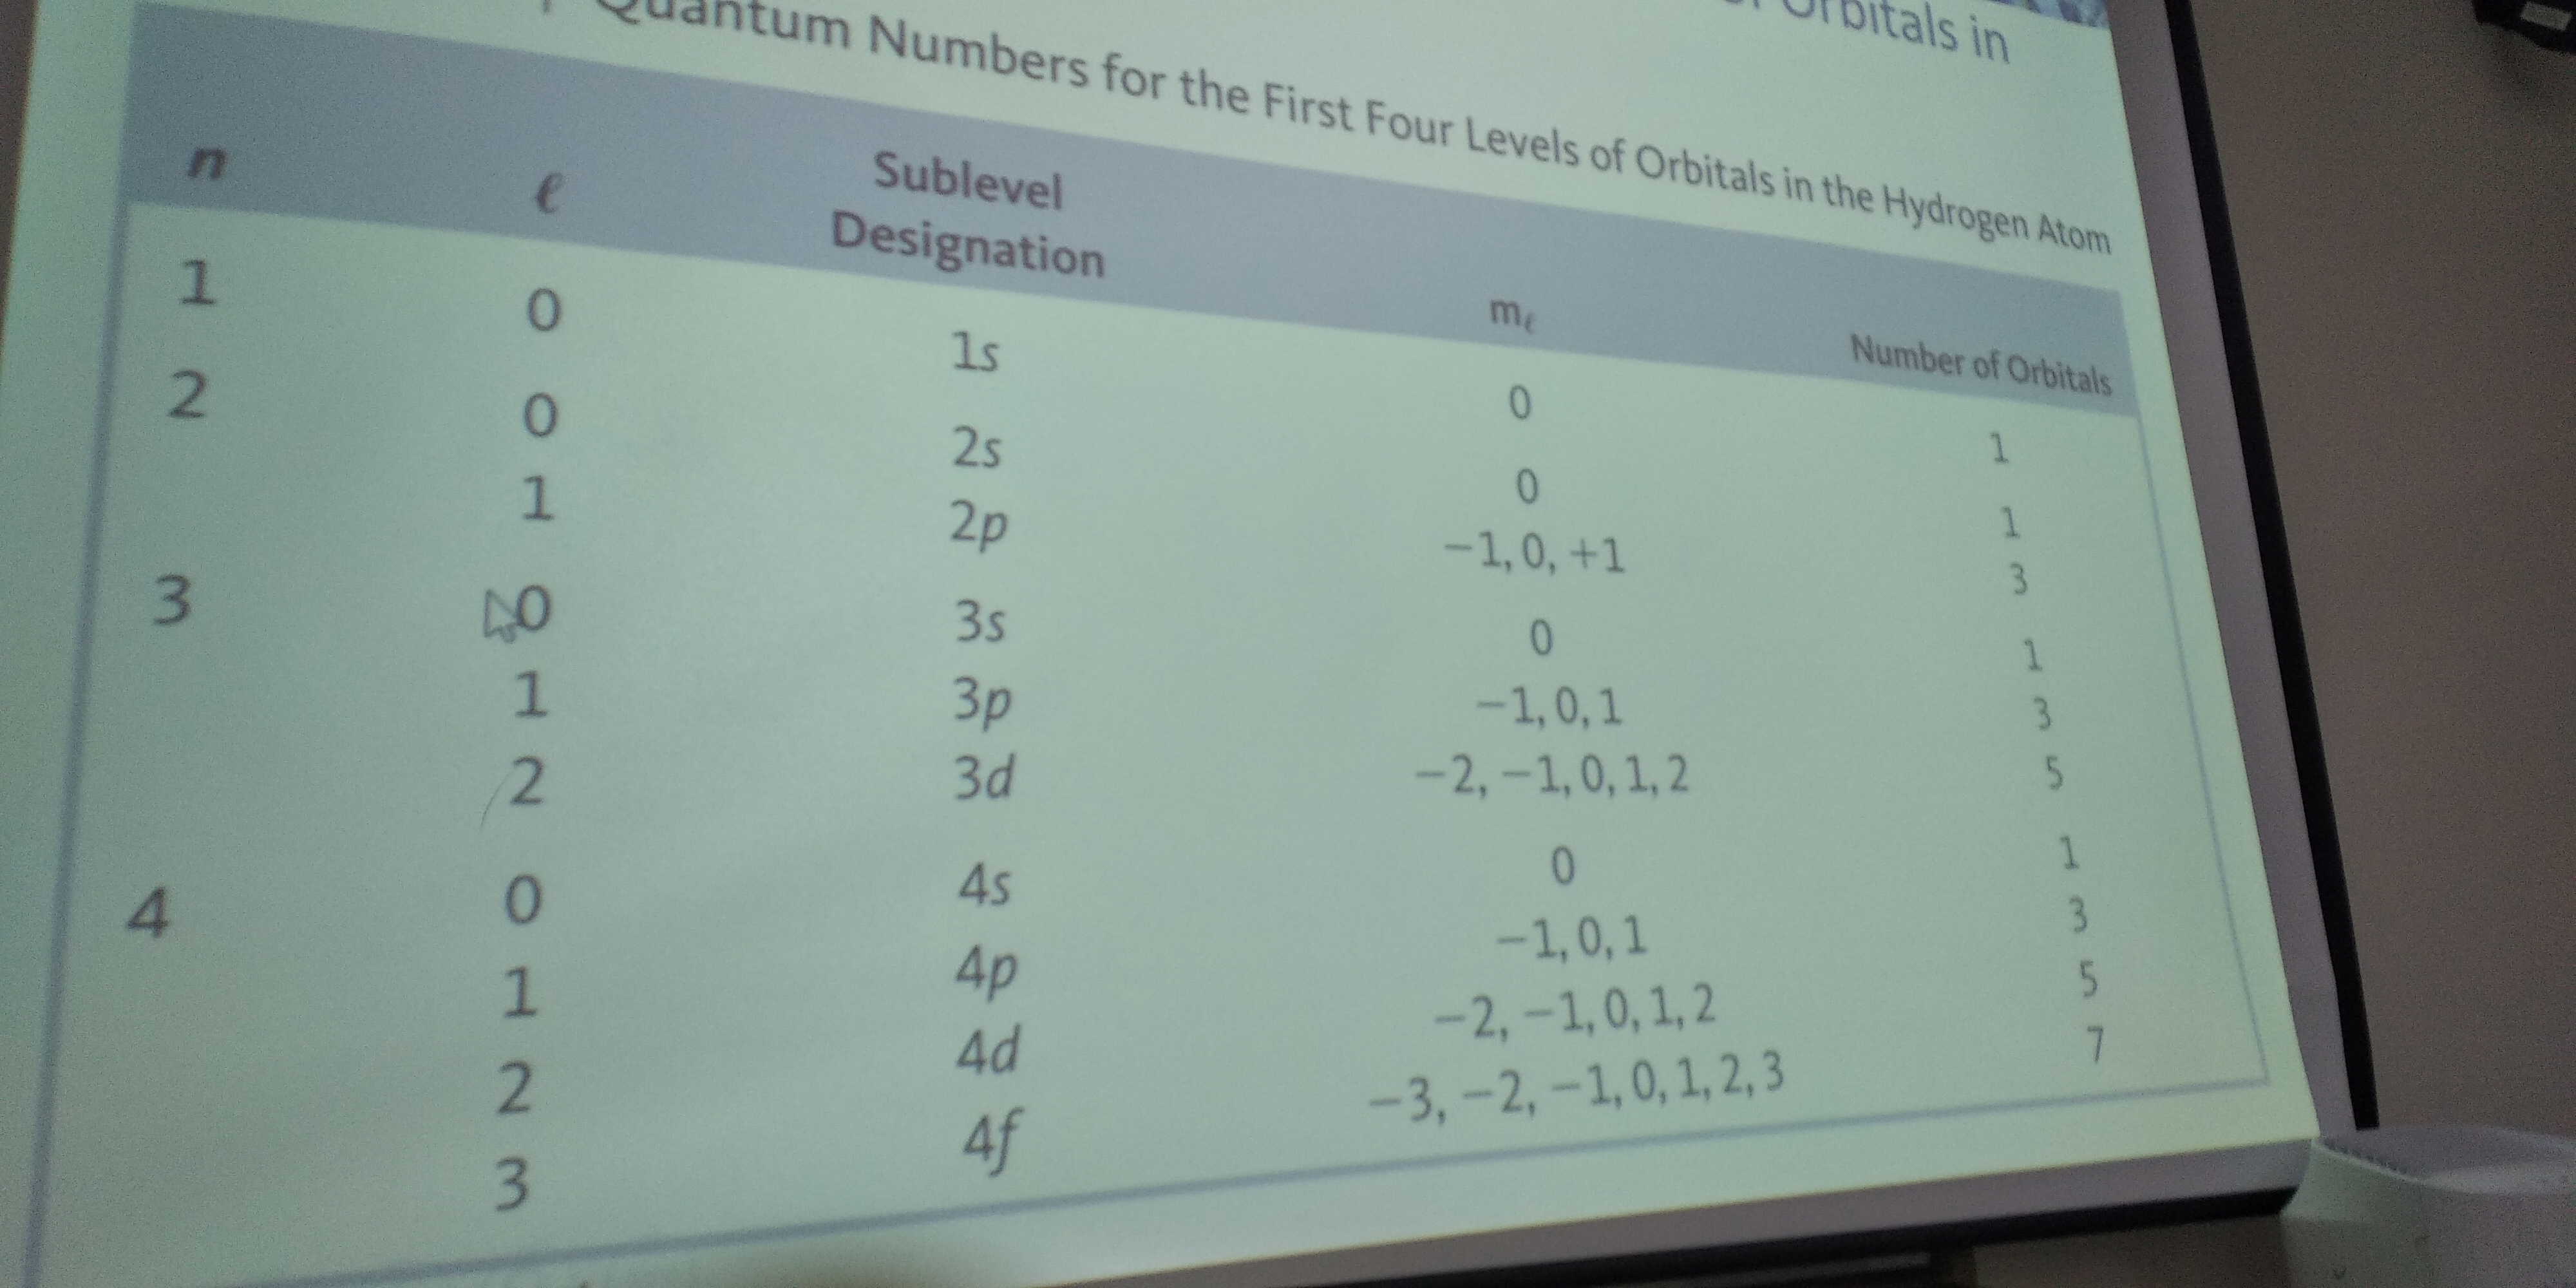 Orbitals in
Quantum Numbers for the First Four Levels of Orbitals in the Hydrogen Atom
n ℓ Sublevel Designation mℓ Number of Orbitals
1 0 1s 0 1
2 0 2s 0 1
1 2p −1, 0, +1 3
3 0 3s 0 1
1 3p −1, 0, 1 3
2 3d −2, −1, 0, 1, 2 5
4 0 4s 0 1
1 4p −1, 0, 1 3
2 4d −2, −1, 0, 1, 2 5
3 4f −3, −2, −1, 0, 1, 2, 3 7